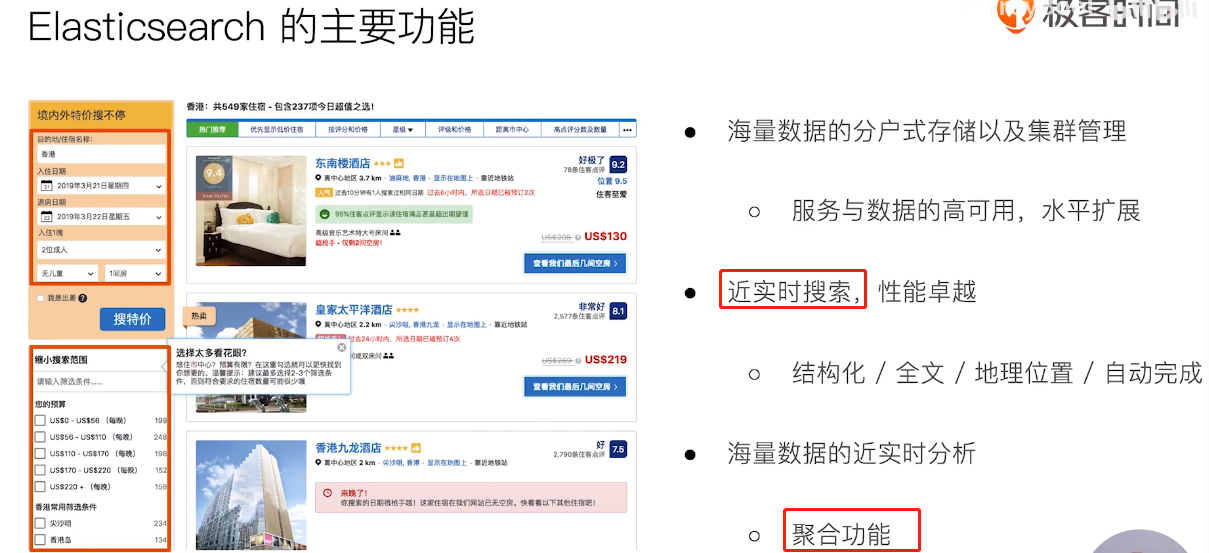 Elasticsearch 的主要功能
极客时间
境内外特价搜不停
目的地/住宿名称：
香港
入住日期
2019年3月21日星期四
退房日期
2019年3月22日星期五
入住1晚
2位成人
无儿童
1间房
我是出差
搜特价
缩小搜索范围
请输入筛选条件......
您的预算
US$0 - US$56 （每晚） 199
US$56 - US$110 （每晚） 248
US$110 - US$170 （每晚） 198
US$170 - US$220 （每晚） 152
US$220 + （每晚） 158
香港常用筛选条件
尖沙咀 234
香港岛 134
香港：共549家住宿 - 包含237项今日超值之选！
热门推荐 优先显示低价住宿 按评分和价格 星级 评级和价格 距离市中心 高点评分数及数量 •••
9.4
东南楼酒店
好极了 9.2
78条住客点评
离中心地区 3.7 km · 油麻地, 香港 · 显示在地图上 · 靠近地铁站
位置 9.5
人气 过去10分钟有1人搜索过相同日期 过去6小时内，所选日期已被预订2次
住客至爱
95%住客点评显示该住宿满足甚至超出期望值
高级音乐艺术特大号床间
超抢手 - 仅剩2间空房！
US$208 US$130
查看我们最后几间空房
热卖
皇家太平洋酒店
非常好 8.1
2,577条住客点评
离中心地区 2.2 km · 尖沙咀, 香港九龙 · 显示在地图上 · 靠近地铁站
过去24小时内，所选日期已被预订4次
间或双床间
US$269 US$219
查看我们最后几间空房
选择太多看花眼？
想住市中心？预算有限？在这里勾选就可以更快找到
你想要的。温馨提示：建议最多选择2-3个筛选条
件，否则符合要求的住宿数量可能很少哦
香港九龙酒店
好 7.5
2,790条住客点评
离中心地区 2 km · 尖沙咀, 香港 · 显示在地图上 · 靠近地铁站
来晚了！
你搜索的日期很抢手哦！这家住宿在我们网站已无空房，快看看以下其他住宿吧！
海量数据的分户式存储以及集群管理
服务与数据的高可用，水平扩展
近实时搜索，性能卓越
结构化 / 全文 / 地理位置 / 自动完成
海量数据的近实时分析
聚合功能